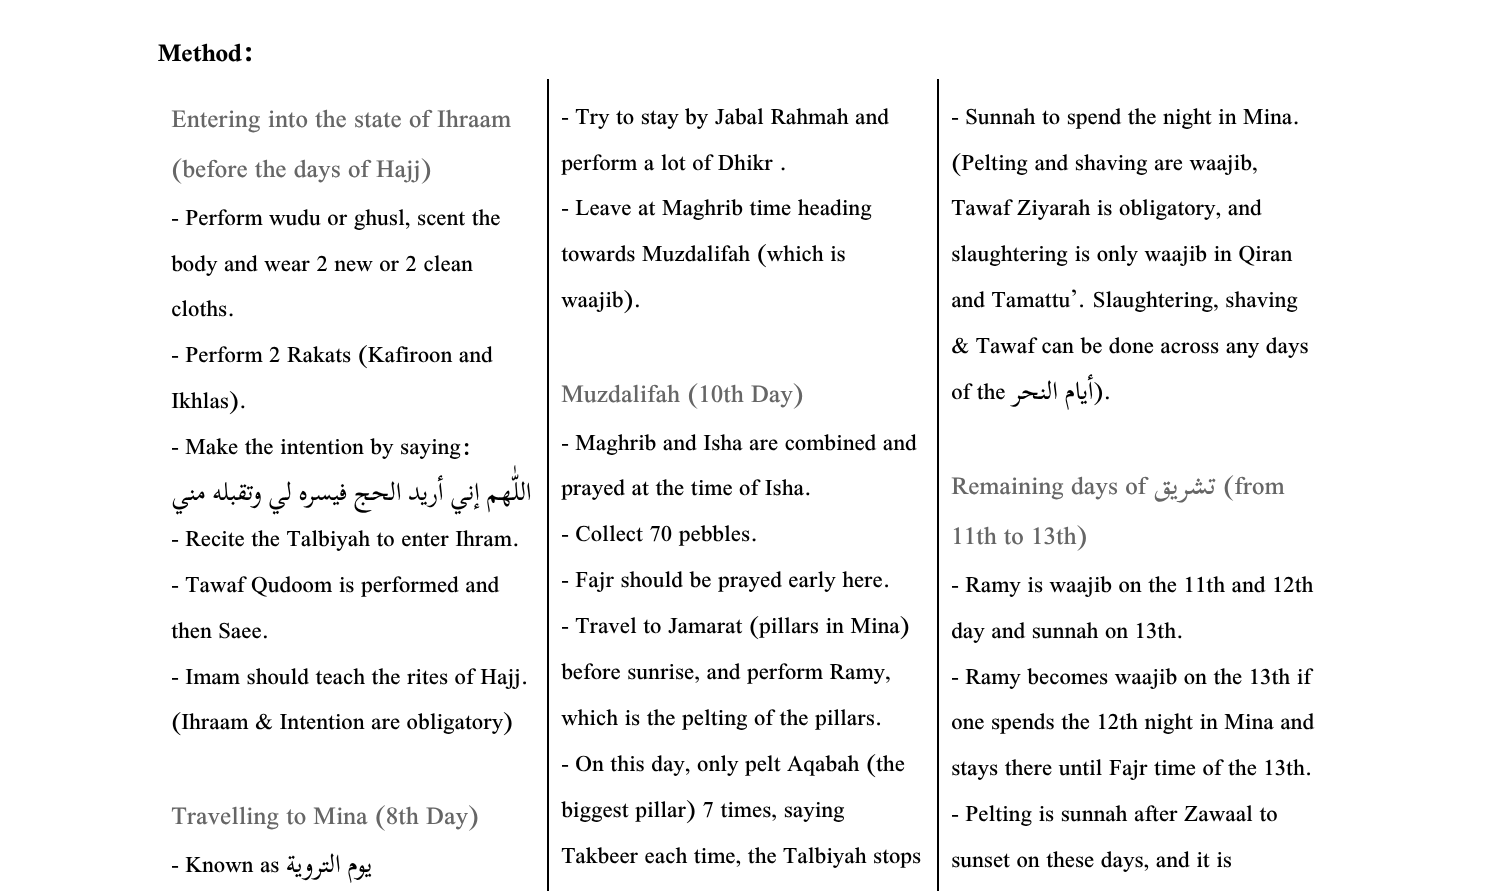 Method:
Entering into the state of Ihraam
(before the days of Hajj)
- Perform wudu or ghusl, scent the
body and wear 2 new or 2 clean
cloths.
- Perform 2 Rakats (Kafiroon and
Ikhlas).
- Make the intention by saying:
اللّٰهم إني أريد الحج فيسره لي وتقبله مني
- Recite the Talbiyah to enter Ihram.
- Tawaf Qudoom is performed and
then Saee.
- Imam should teach the rites of Hajj.
(Ihraam & Intention are obligatory)
Travelling to Mina (8th Day)
- Known as يوم التروية
- Try to stay by Jabal Rahmah and
perform a lot of Dhikr .
- Leave at Maghrib time heading
towards Muzdalifah (which is
waajib).
Muzdalifah (10th Day)
- Maghrib and Isha are combined and
prayed at the time of Isha.
- Collect 70 pebbles.
- Fajr should be prayed early here.
- Travel to Jamarat (pillars in Mina)
before sunrise, and perform Ramy,
which is the pelting of the pillars.
- On this day, only pelt Aqabah (the
biggest pillar) 7 times, saying
Takbeer each time, the Talbiyah stops
- Sunnah to spend the night in Mina.
(Pelting and shaving are waajib,
Tawaf Ziyarah is obligatory, and
slaughtering is only waajib in Qiran
and Tamattu’. Slaughtering, shaving
& Tawaf can be done across any days
of the أيام النحر).
Remaining days of تشريق (from
11th to 13th)
- Ramy is waajib on the 11th and 12th
day and sunnah on 13th.
- Ramy becomes waajib on the 13th if
one spends the 12th night in Mina and
stays there until Fajr time of the 13th.
- Pelting is sunnah after Zawaal to
sunset on these days, and it is